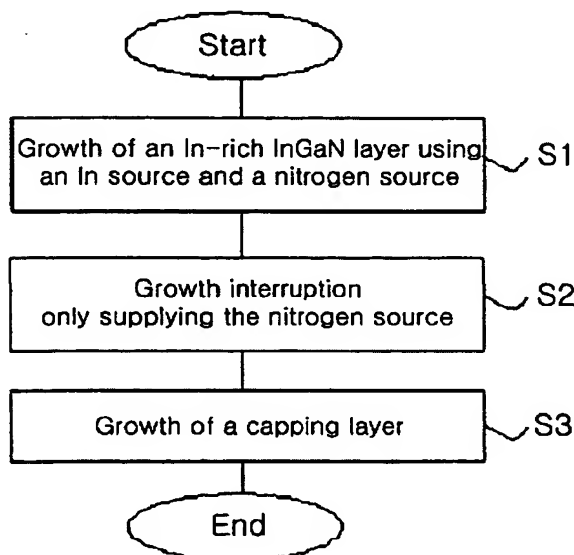 Start
Growth of an In-rich InGaN layer using
an In source and a nitrogen source
S1
Growth interruption
only supplying the nitrogen source
S2
Growth of a capping layer
S3
End